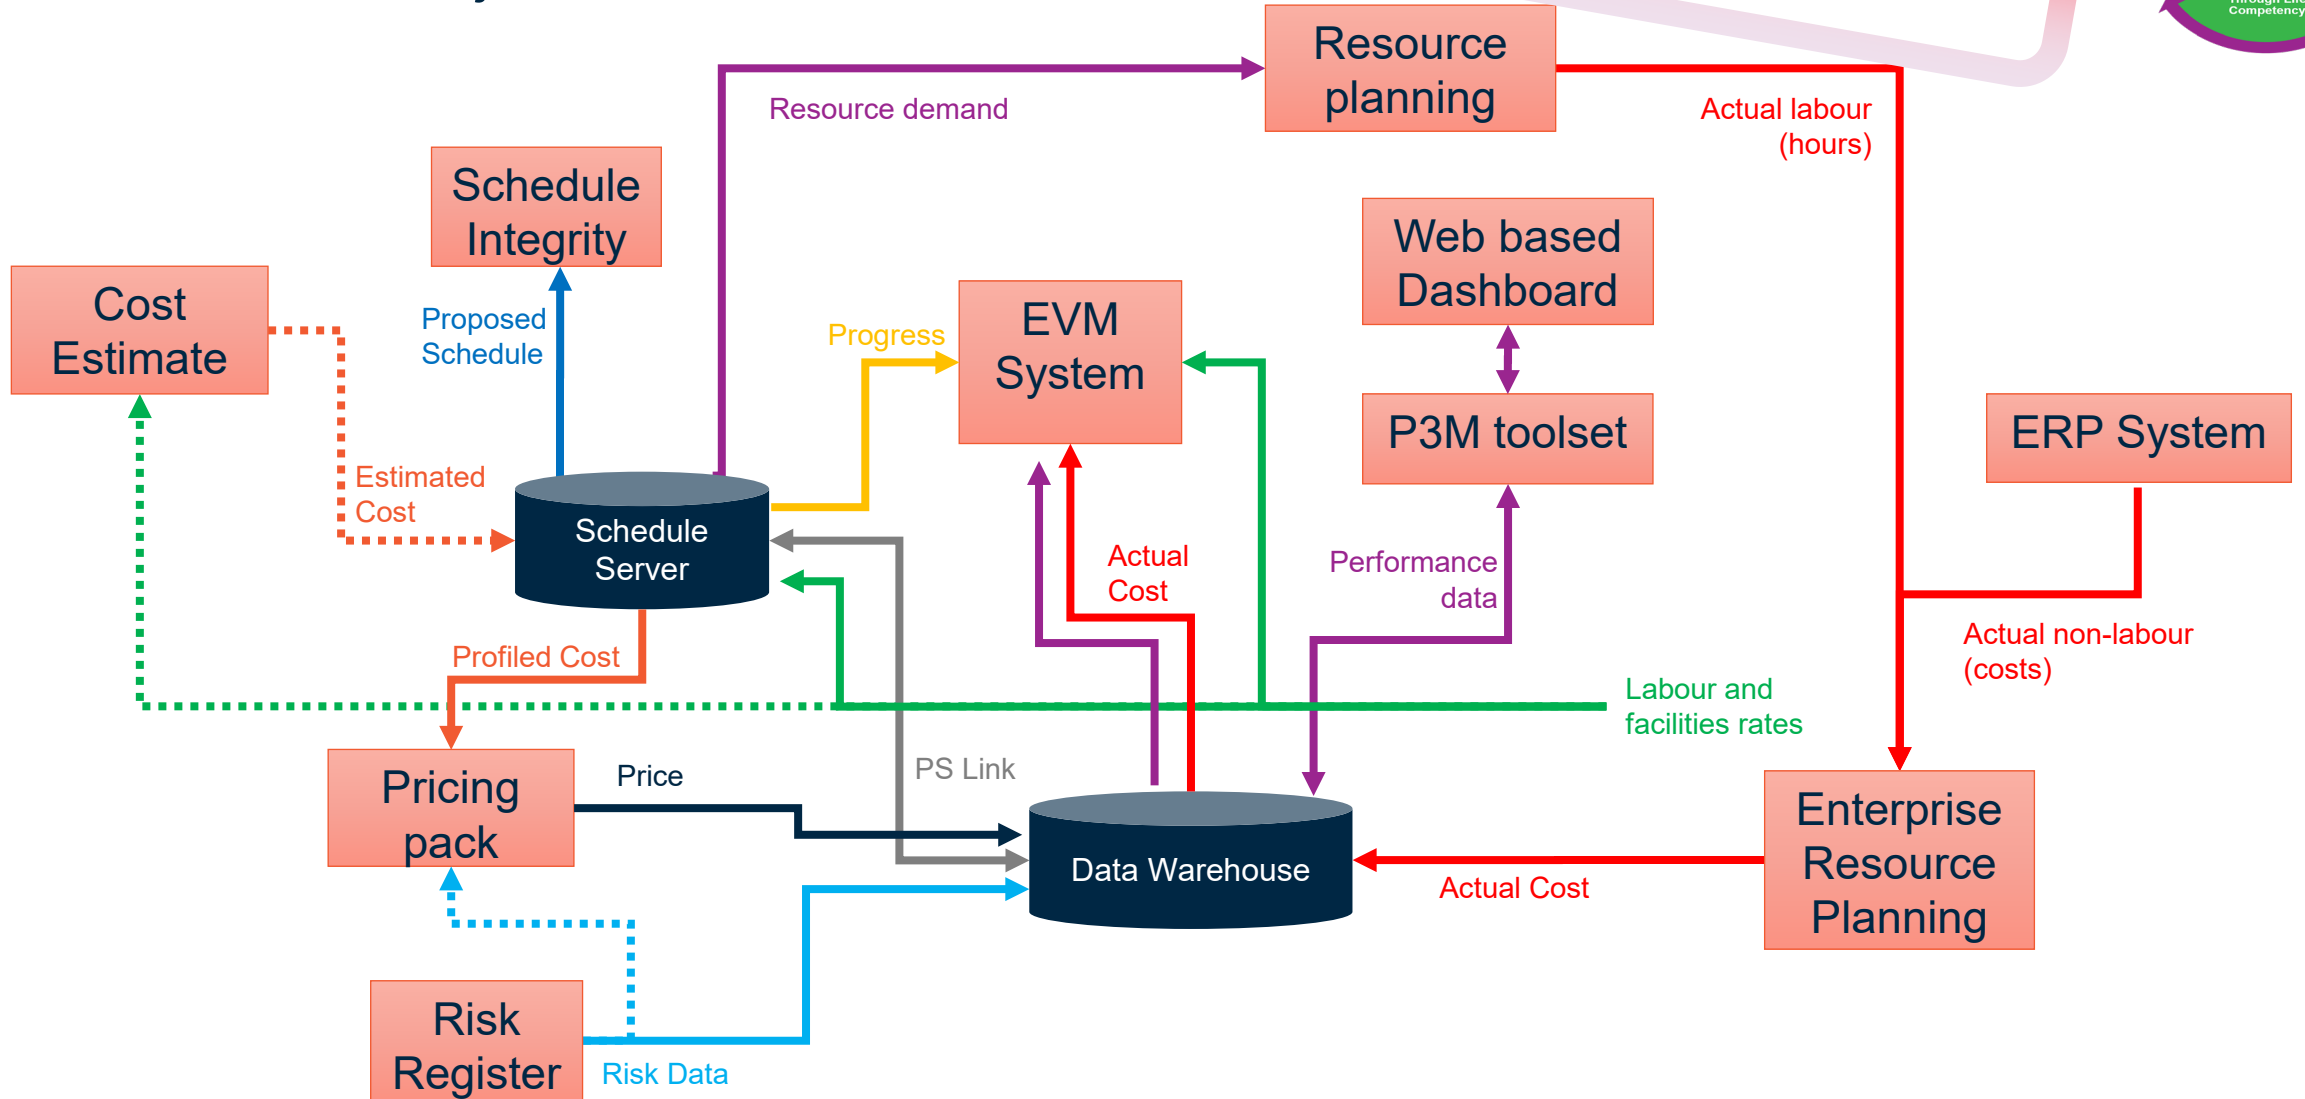 Through Life
Competency
Resource
planning
Resource demand
Actual labour
(hours)
Schedule
Integrity
Web based
Dashboard
Cost
Estimate
Proposed
Schedule
Progress
EVM
System
P3M toolset
ERP System
Estimated
Cost
Schedule
Server
Actual
Cost
Performance
data
Profiled Cost
Actual non-labour
(costs)
Labour and
facilities rates
Pricing
pack
Price
PS Link
Data Warehouse
Enterprise
Resource
Planning
Actual Cost
Risk
Register
Risk Data